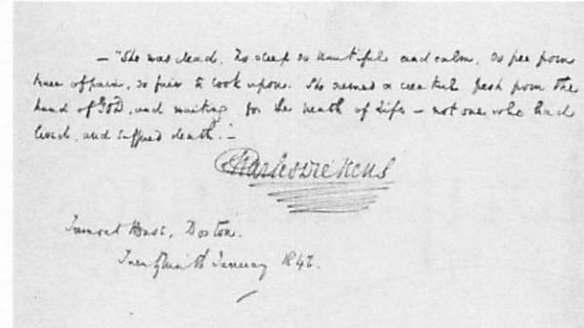 — "She was dead. No sleep so beautiful and calm, so free from
trace of pain, so fair to look upon. She seemed a creature fresh from the
hand of GOD, and waiting for the breath of Life — not one who had
lived, and suffered death." —
Charles Dickens
Tremont House, Boston.
Twenty Ninth January 1842.